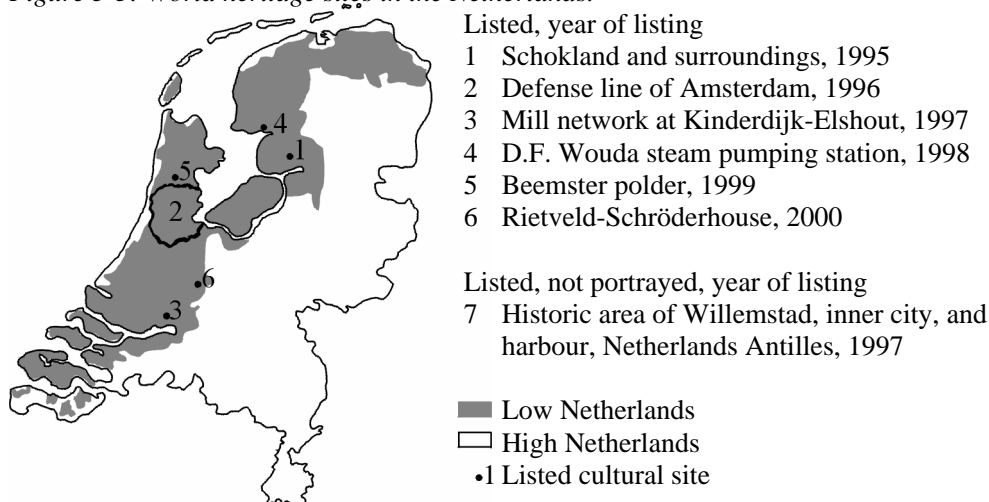 Listed, year of listing
1 Schokland and surroundings, 1995
2 Defense line of Amsterdam, 1996
3 Mill network at Kinderdijk-Elshout, 1997
4 D.F. Wouda steam pumping station, 1998
5 Beemster polder, 1999
6 Rietveld-Schröderhouse, 2000
Listed, not portrayed, year of listing
7 Historic area of Willemstad, inner city, and
harbour, Netherlands Antilles, 1997
Low Netherlands
High Netherlands
•1 Listed cultural site
4
1
5
2
6
3